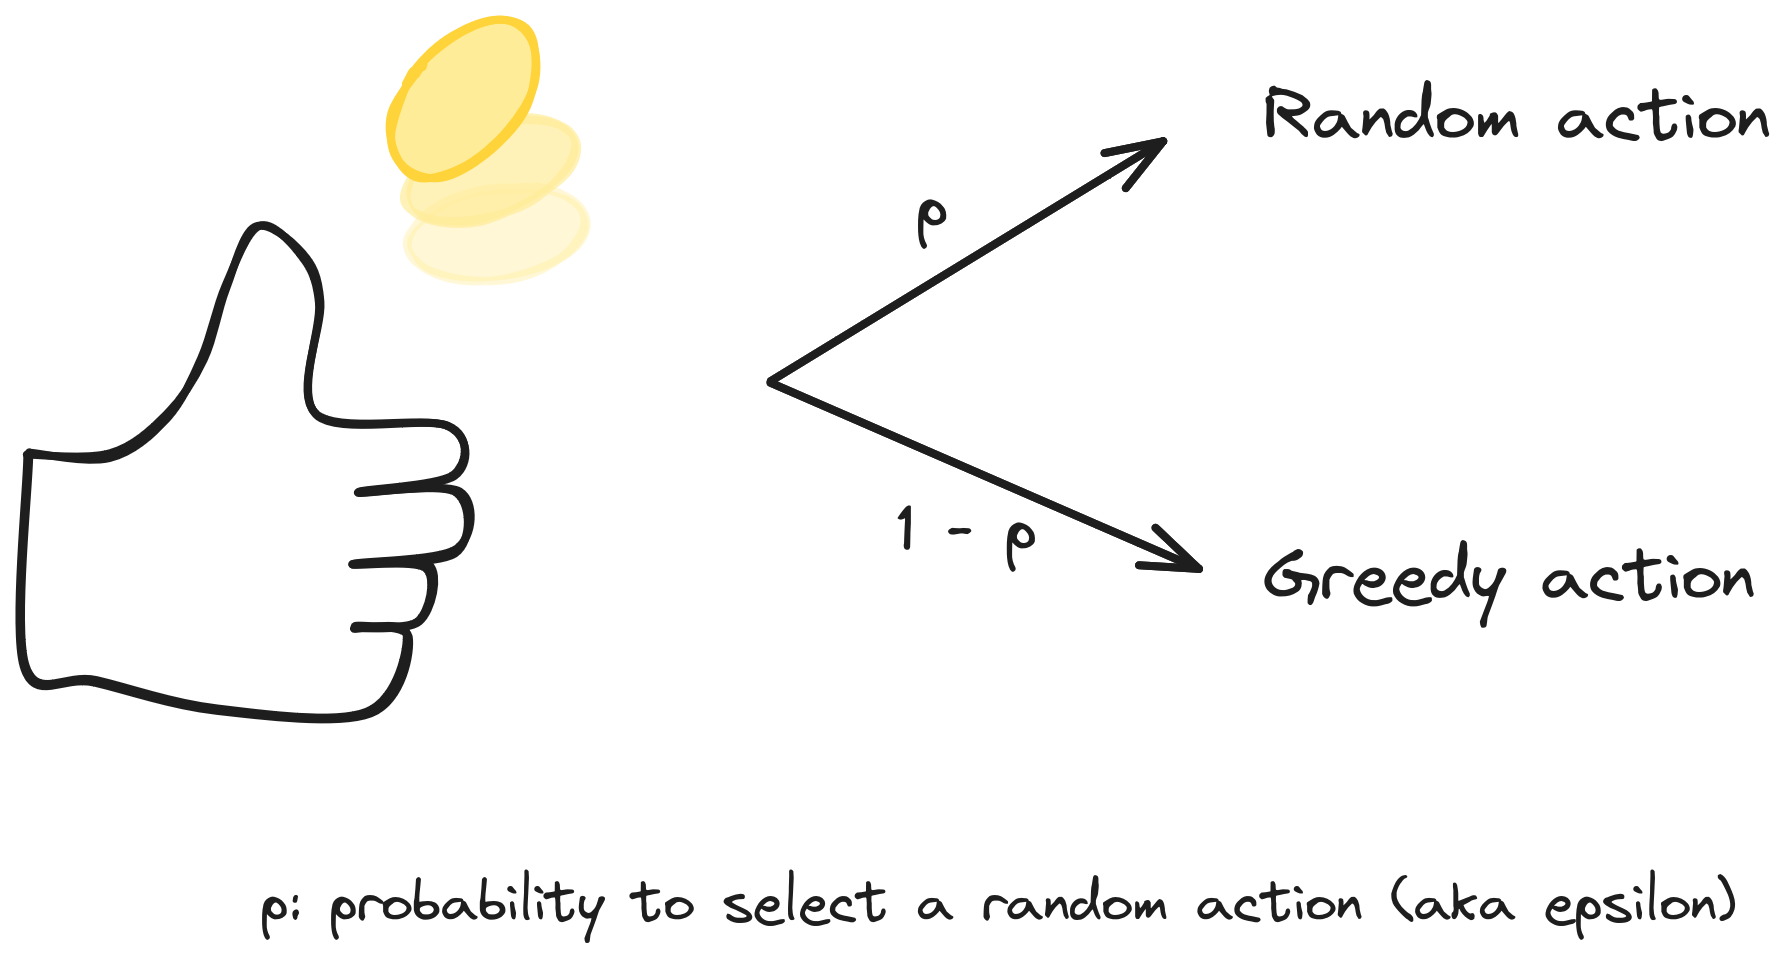 Random action
p
1 - p
Greedy action
p: probability to select a random action (aka epsilon)